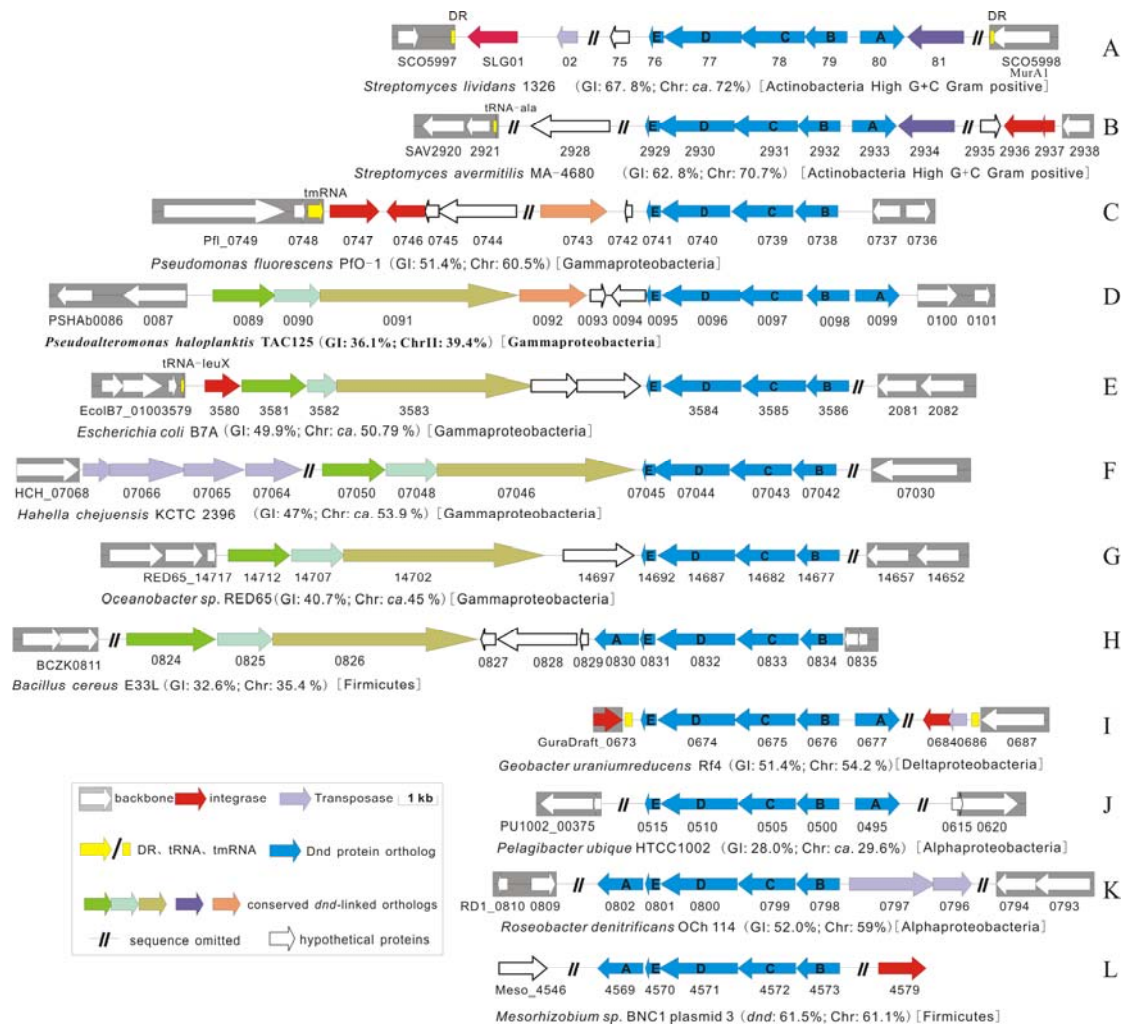 DR DR
E D C B A
SCO5997 SLG01 02 75 76 77 78 79 80 81 SCO5998 A
MurA1
Streptomyces lividans 1326 (GI: 67. 8%; Chr: ca. 72%) [Actinobacteria High G+C Gram positive]
tRNA-ala
E D C B A B
SAV2920 2921 2928 2929 2930 2931 2932 2933 2934 2935 2936 2937 2938
Streptomyces avermitilis MA-4680 (GI: 62. 8%; Chr: 70.7%) [Actinobacteria High G+C Gram positive]
tmRNA
E D C B C
Pfl_0749 0748 0747 0746 0745 0744 0743 0742 0741 0740 0739 0738 0737 0736
Pseudomonas fluorescens PfO-1 (GI: 51.4%; Chr: 60.5%) [Gammaproteobacteria]
E D C B A D
PSHAb0086 0087 0089 0090 0091 0092 0093 0094 0095 0096 0097 0098 0099 0100 0101
Pseudoalteromonas haloplanktis TAC125 (GI: 36.1%; ChrII: 39.4%) [Gammaproteobacteria]
tRNA-leuX
E D C B E
EcolB7_01003579 3580 3581 3582 3583 3584 3585 3586 2081 2082
Escherichia coli B7A (GI: 49.9%; Chr: ca. 50.79 %) [Gammaproteobacteria]
E D C B F
HCH_07068 07066 07065 07064 07050 07048 07046 07045 07044 07043 07042 07030
Hahella chejuensis KCTC 2396 (GI: 47%; Chr: ca. 53.9 %) [Gammaproteobacteria]
E D C B G
RED65_14717 14712 14707 14702 14697 14692 14687 14682 14677 14657 14652
Oceanobacter sp. RED65 (GI: 40.7%; Chr: ca.45 %) [Gammaproteobacteria]
A E D C B H
BCZK0811 0824 0825 0826 0827 0828 0829 0830 0831 0832 0833 0834 0835
Bacillus cereus E33L (GI: 32.6%; Chr: 35.4 %) [Firmicutes]
E D C B A I
GuraDraft_0673 0674 0675 0676 0677 06840686 0687
Geobacter uraniumreducens Rf4 (GI: 51.4%; Chr: 54.2 %) [Deltaproteobacteria]
backbone integrase Transposase 1 kb
E D C B A J
PU1002_00375 0515 0510 0505 0500 0495 0615 0620
Pelagibacter ubique HTCC1002 (GI: 28.0%; Chr: ca. 29.6%) [Alphaproteobacteria]
DR、tRNA、tmRNA Dnd protein ortholog
A E D C B K
RD1_0810 0809 0802 0801 0800 0799 0798 0797 0796 0794 0793
conserved dnd-linked orthologs
Roseobacter denitrificans OCh 114 (GI: 52.0%; Chr: 59%) [Alphaproteobacteria]
sequence omitted hypothetical proteins
A E D C B L
Meso_4546 4569 4570 4571 4572 4573 4579
Mesorhizobium sp. BNC1 plasmid 3 (dnd: 61.5%; Chr: 61.1%) [Firmicutes]